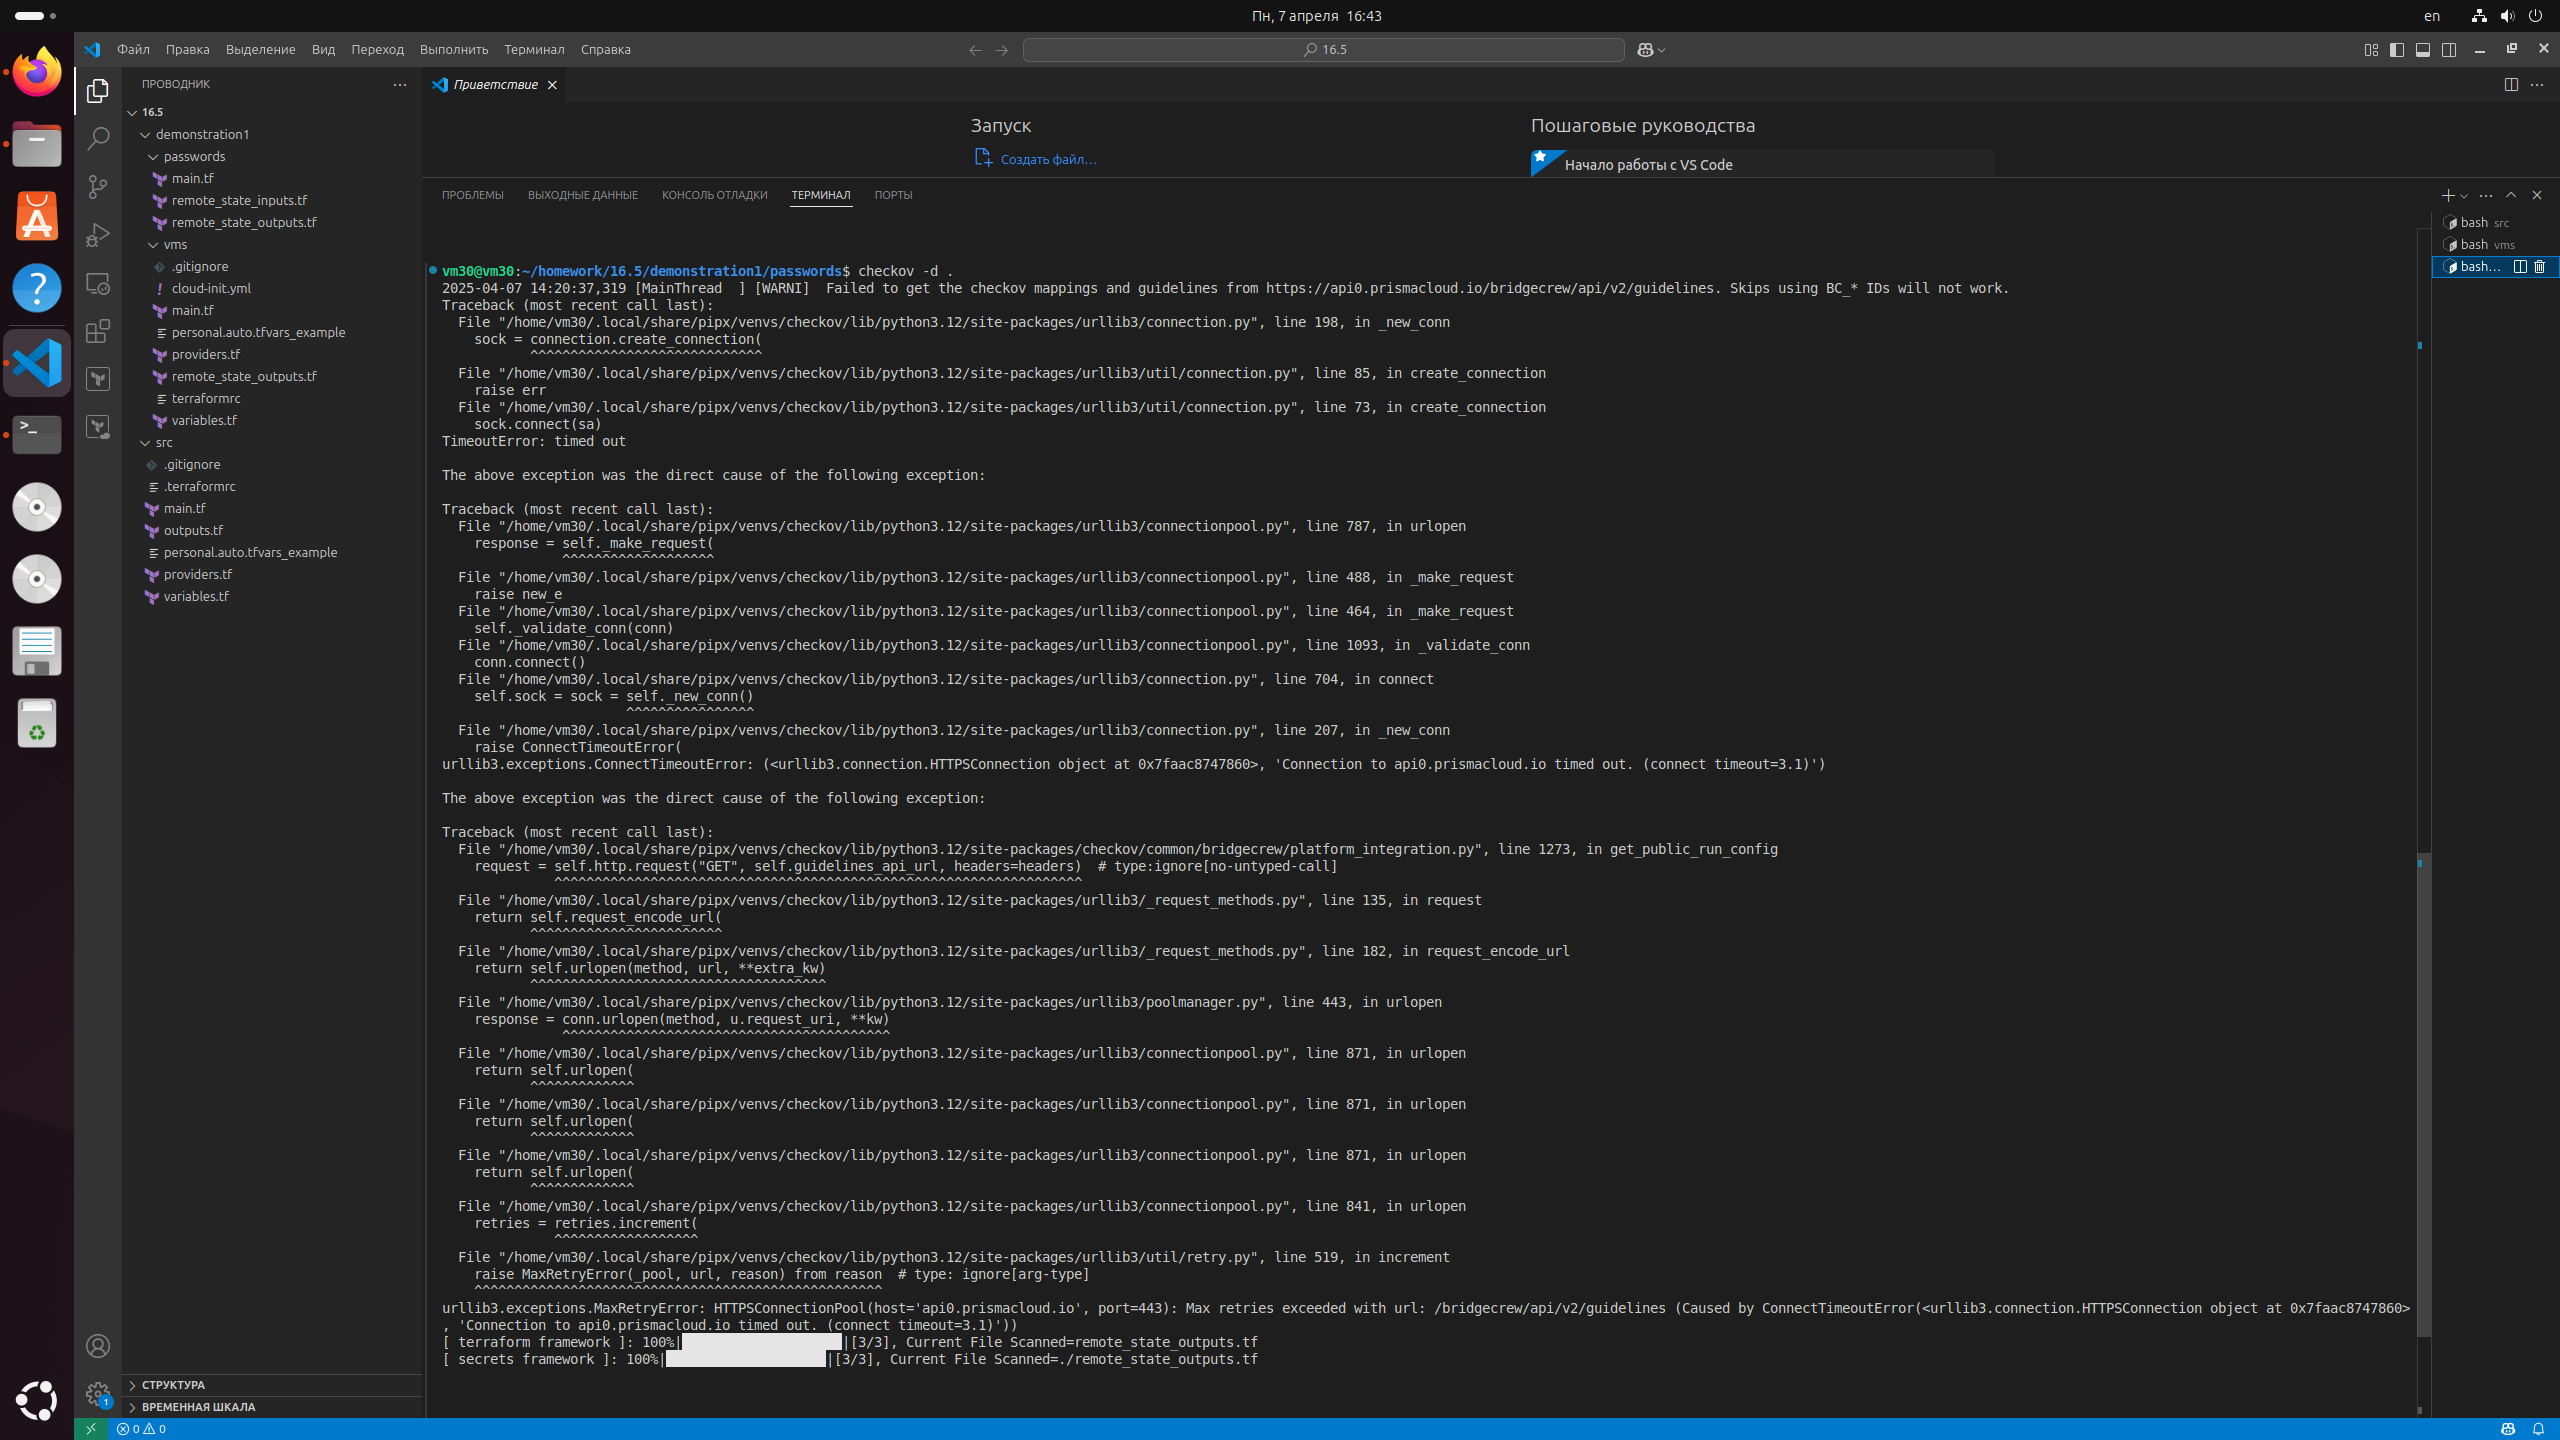 Пн, 7 апреля 16:43
en
Файл Правка Выделение Вид Переход Выполнить Терминал Справка
16.5
ПРОВОДНИК
Приветствие
16.5
demonstration1
passwords
main.tf
remote_state_inputs.tf
remote_state_outputs.tf
vms
.gitignore
cloud-init.yml
main.tf
personal.auto.tfvars_example
providers.tf
remote_state_outputs.tf
terraformrc
variables.tf
src
.gitignore
.terraformrc
main.tf
outputs.tf
personal.auto.tfvars_example
providers.tf
variables.tf
СТРУКТУРА
ВРЕМЕННАЯ ШКАЛА
Запуск
Создать файл...
Пошаговые руководства
Начало работы с VS Code
ПРОБЛЕМЫ ВЫХОДНЫЕ ДАННЫЕ КОНСОЛЬ ОТЛАДКИ ТЕРМИНАЛ ПОРТЫ
bash src
bash vms
bash...
vm30@vm30:~/homework/16.5/demonstration1/passwords$ checkov -d .
2025-04-07 14:20:37,319 [MainThread  ] [WARNI]  Failed to get the checkov mappings and guidelines from https://api0.prismacloud.io/bridgecrew/api/v2/guidelines. Skips using BC_* IDs will not work.
Traceback (most recent call last):
  File "/home/vm30/.local/share/pipx/venvs/checkov/lib/python3.12/site-packages/urllib3/connection.py", line 198, in _new_conn
    sock = connection.create_connection(
           ^^^^^^^^^^^^^^^^^^^^^^^^^^^^^
  File "/home/vm30/.local/share/pipx/venvs/checkov/lib/python3.12/site-packages/urllib3/util/connection.py", line 85, in create_connection
    raise err
  File "/home/vm30/.local/share/pipx/venvs/checkov/lib/python3.12/site-packages/urllib3/util/connection.py", line 73, in create_connection
    sock.connect(sa)
TimeoutError: timed out
The above exception was the direct cause of the following exception:
Traceback (most recent call last):
  File "/home/vm30/.local/share/pipx/venvs/checkov/lib/python3.12/site-packages/urllib3/connectionpool.py", line 787, in urlopen
    response = self._make_request(
               ^^^^^^^^^^^^^^^^^^^
  File "/home/vm30/.local/share/pipx/venvs/checkov/lib/python3.12/site-packages/urllib3/connectionpool.py", line 488, in _make_request
    raise new_e
  File "/home/vm30/.local/share/pipx/venvs/checkov/lib/python3.12/site-packages/urllib3/connectionpool.py", line 464, in _make_request
    self._validate_conn(conn)
  File "/home/vm30/.local/share/pipx/venvs/checkov/lib/python3.12/site-packages/urllib3/connectionpool.py", line 1093, in _validate_conn
    conn.connect()
  File "/home/vm30/.local/share/pipx/venvs/checkov/lib/python3.12/site-packages/urllib3/connection.py", line 704, in connect
    self.sock = sock = self._new_conn()
                       ^^^^^^^^^^^^^^^^
  File "/home/vm30/.local/share/pipx/venvs/checkov/lib/python3.12/site-packages/urllib3/connection.py", line 207, in _new_conn
    raise ConnectTimeoutError(
urllib3.exceptions.ConnectTimeoutError: (<urllib3.connection.HTTPSConnection object at 0x7faac8747860>, 'Connection to api0.prismacloud.io timed out. (connect timeout=3.1)')
The above exception was the direct cause of the following exception:
Traceback (most recent call last):
  File "/home/vm30/.local/share/pipx/venvs/checkov/lib/python3.12/site-packages/checkov/common/bridgecrew/platform_integration.py", line 1273, in get_public_run_config
    request = self.http.request("GET", self.guidelines_api_url, headers=headers)  # type:ignore[no-untyped-call]
              ^^^^^^^^^^^^^^^^^^^^^^^^^^^^^^^^^^^^^^^^^^^^^^^^^^^^^^^^^^^^^^^^^^
  File "/home/vm30/.local/share/pipx/venvs/checkov/lib/python3.12/site-packages/urllib3/_request_methods.py", line 135, in request
    return self.request_encode_url(
           ^^^^^^^^^^^^^^^^^^^^^^^^
  File "/home/vm30/.local/share/pipx/venvs/checkov/lib/python3.12/site-packages/urllib3/_request_methods.py", line 182, in request_encode_url
    return self.urlopen(method, url, **extra_kw)
           ^^^^^^^^^^^^^^^^^^^^^^^^^^^^^^^^^^^^^
  File "/home/vm30/.local/share/pipx/venvs/checkov/lib/python3.12/site-packages/urllib3/poolmanager.py", line 443, in urlopen
    response = conn.urlopen(method, u.request_uri, **kw)
               ^^^^^^^^^^^^^^^^^^^^^^^^^^^^^^^^^^^^^^^^^
  File "/home/vm30/.local/share/pipx/venvs/checkov/lib/python3.12/site-packages/urllib3/connectionpool.py", line 871, in urlopen
    return self.urlopen(
           ^^^^^^^^^^^^^
  File "/home/vm30/.local/share/pipx/venvs/checkov/lib/python3.12/site-packages/urllib3/connectionpool.py", line 871, in urlopen
    return self.urlopen(
           ^^^^^^^^^^^^^
  File "/home/vm30/.local/share/pipx/venvs/checkov/lib/python3.12/site-packages/urllib3/connectionpool.py", line 871, in urlopen
    return self.urlopen(
           ^^^^^^^^^^^^^
  File "/home/vm30/.local/share/pipx/venvs/checkov/lib/python3.12/site-packages/urllib3/connectionpool.py", line 841, in urlopen
    retries = retries.increment(
              ^^^^^^^^^^^^^^^^^^
  File "/home/vm30/.local/share/pipx/venvs/checkov/lib/python3.12/site-packages/urllib3/util/retry.py", line 519, in increment
    raise MaxRetryError(_pool, url, reason) from reason  # type: ignore[arg-type]
    ^^^^^^^^^^^^^^^^^^^^^^^^^^^^^^^^^^^^^^^^^^^^^^^^^^^
urllib3.exceptions.MaxRetryError: HTTPSConnectionPool(host='api0.prismacloud.io', port=443): Max retries exceeded with url: /bridgecrew/api/v2/guidelines (Caused by ConnectTimeoutError(<urllib3.connection.HTTPSConnection object at 0x7faac8747860>
, 'Connection to api0.prismacloud.io timed out. (connect timeout=3.1)'))
[ terraform framework ]: 100%|████████████████████|[3/3], Current File Scanned=remote_state_outputs.tf
[ secrets framework ]: 100%|████████████████████|[3/3], Current File Scanned=./remote_state_outputs.tf
1
0 0